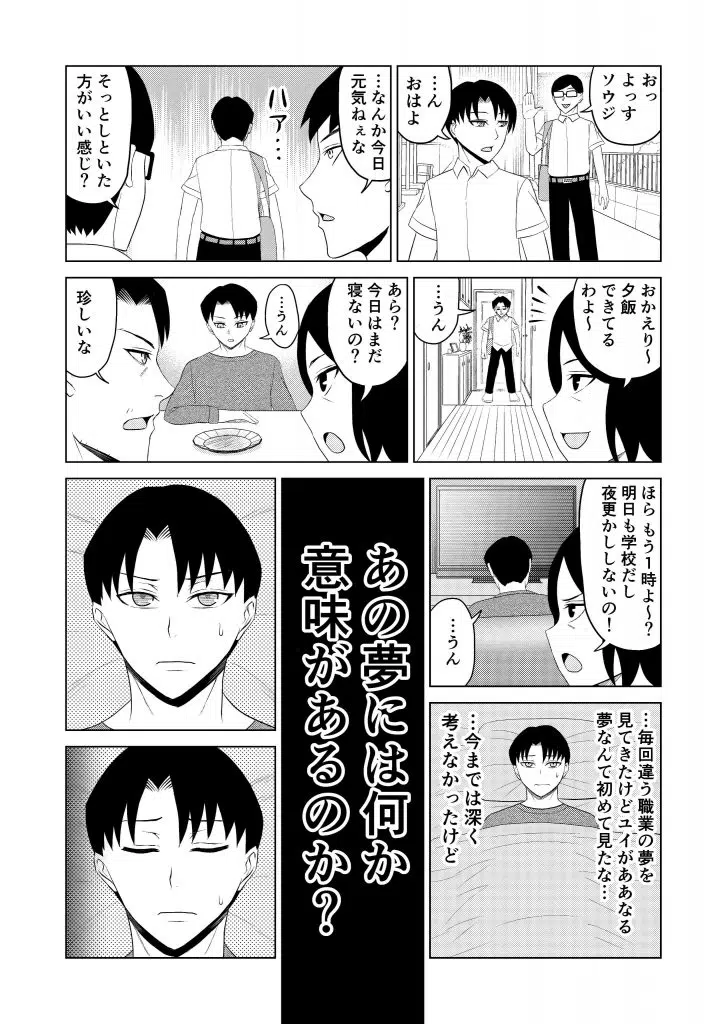 おっ
よっす
ソウジ
…ん
おはよ
…なんか今日
元気ねぇな
ハァ…
そっとしといた
方がいい感じ？
おかえり～
夕飯
できてる
わよ～
…うん
あら？
今日はまだ
寝ないの？
…うん
珍しいな
ほら もう1時よ～？
明日も学校だし
夜更かししないの！
…うん
…毎回違う職業の夢を
見てきたけどユイがああなる
夢なんて初めて見たな…
…今までは深く
考えなかったけど
あの夢には何か
意味があるのか？